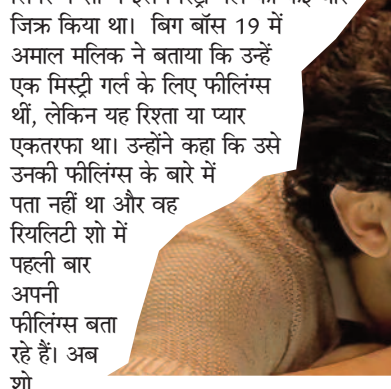 जिक्र किया था। बिग बॉस 19 में
अमाल मलिक ने बताया कि उन्हें
एक मिस्ट्री गर्ल के लिए फीलिंग्स
थीं, लेकिन यह रिश्ता या प्यार
एकतरफा था। उन्होंने कहा कि उसे
उनकी फीलिंग्स के बारे में
पता नहीं था और वह
रियलिटी शो में
पहली बार
अपनी
फीलिंग्स बता
रहे हैं। अब
शो